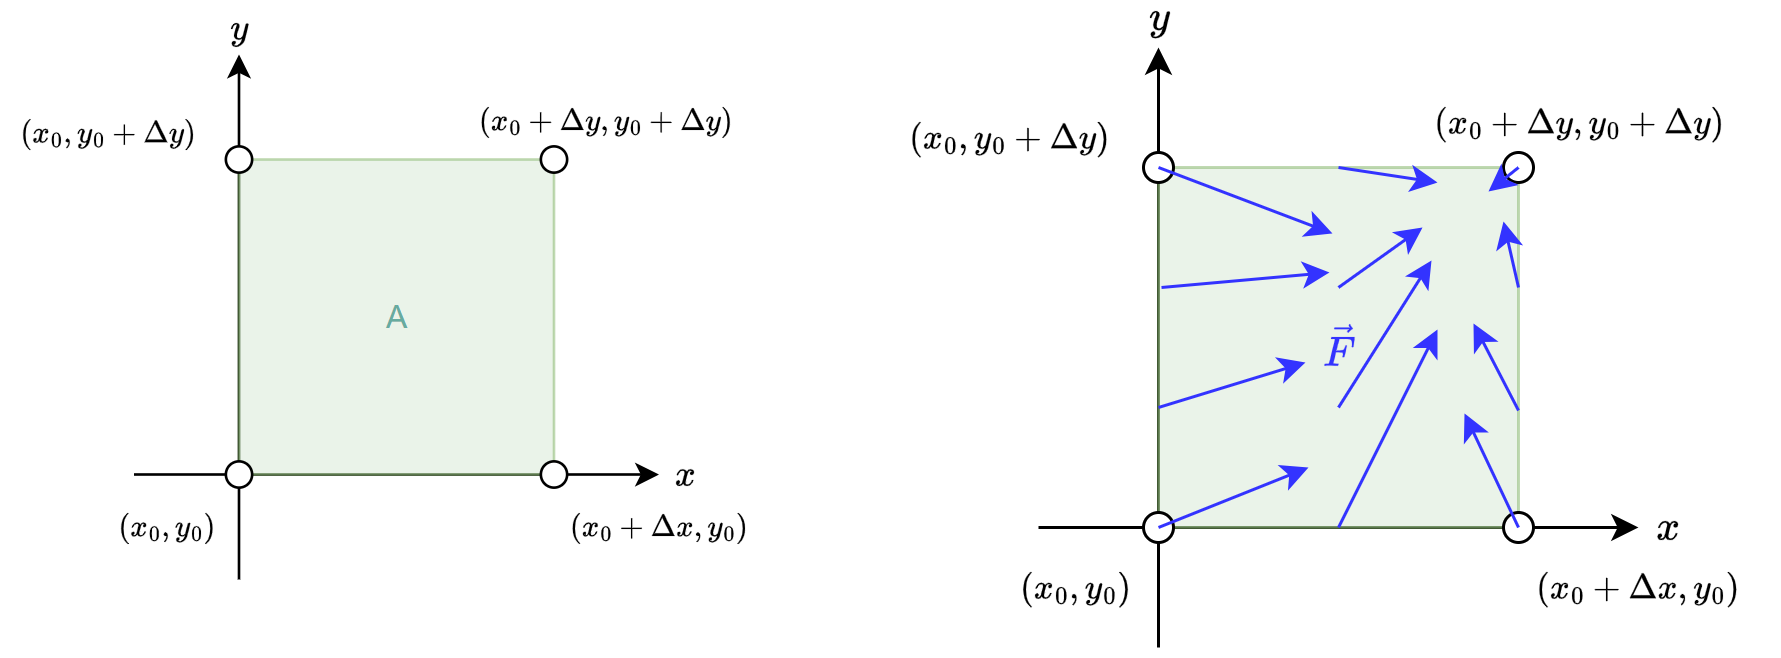 y
(x₀, y₀ + Δy)
(x₀ + Δy, y₀ + Δy)
A
x
(x₀, y₀)
(x₀ + Δx, y₀)
y
(x₀, y₀ + Δy)
(x₀ + Δy, y₀ + Δy)
F⃗
x
(x₀, y₀)
(x₀ + Δx, y₀)